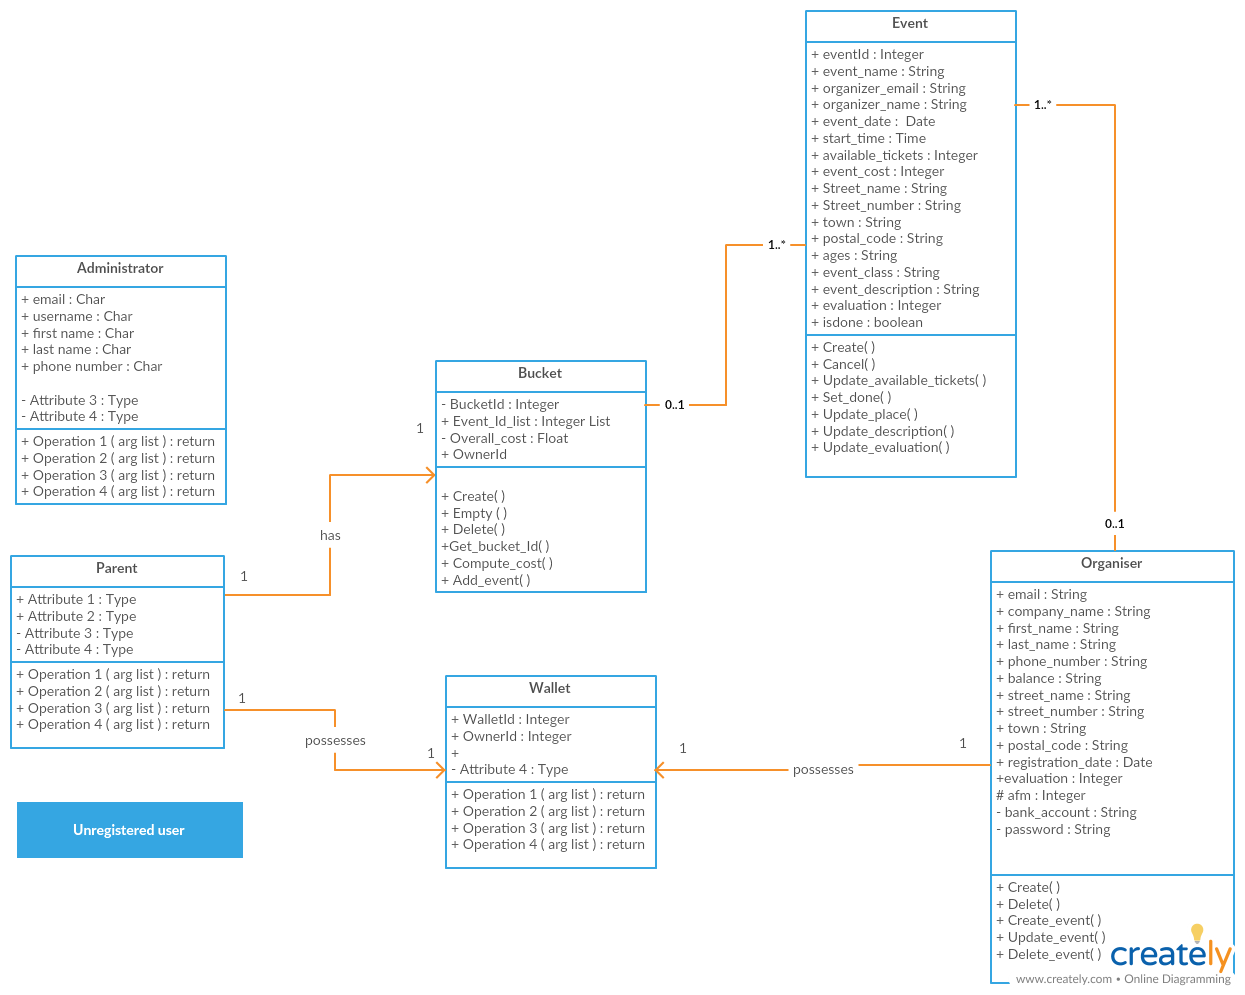 Event
+ eventId : Integer
+ event_name : String
+ organizer_email : String
+ organizer_name : String
+ event_date :  Date
+ start_time : Time
+ available_tickets : Integer
+ event_cost : Integer
+ Street_name : String
+ Street_number : String
+ town : String
+ postal_code : String
+ ages : String
+ event_class : String
+ event_description : String
+ evaluation : Integer
+ isdone : boolean
+ Create( )
+ Cancel( )
+ Update_available_tickets( )
+ Set_done( )
+ Update_place( )
+ Update_description( )
+ Update_evaluation( )
1..*
1..*
Administrator
+ email : Char
+ username : Char
+ first name : Char
+ last name : Char
+ phone number : Char
- Attribute 3 : Type
- Attribute 4 : Type
+ Operation 1 ( arg list ) : return
+ Operation 2 ( arg list ) : return
+ Operation 3 ( arg list ) : return
+ Operation 4 ( arg list ) : return
Bucket
- BucketId : Integer
+ Event_Id_list : Integer List
- Overall_cost : Float
+ OwnerId
+ Create( )
+ Empty ( )
+ Delete( )
+Get_bucket_Id( )
+ Compute_cost( )
+ Add_event( )
0..1
1
has
1
0..1
Parent
+ Attribute 1 : Type
+ Attribute 2 : Type
- Attribute 3 : Type
- Attribute 4 : Type
+ Operation 1 ( arg list ) : return
+ Operation 2 ( arg list ) : return
+ Operation 3 ( arg list ) : return
+ Operation 4 ( arg list ) : return
1
possesses
1
Wallet
+ WalletId : Integer
+ OwnerId : Integer
+
- Attribute 4 : Type
+ Operation 1 ( arg list ) : return
+ Operation 2 ( arg list ) : return
+ Operation 3 ( arg list ) : return
+ Operation 4 ( arg list ) : return
1
possesses
1
Organiser
+ email : String
+ company_name : String
+ first_name : String
+ last_name : String
+ phone_number : String
+ balance : String
+ street_name : String
+ street_number : String
+ town : String
+ postal_code : String
+ registration_date : Date
+evaluation : Integer
# afm : Integer
- bank_account : String
- password : String
+ Create( )
+ Delete( )
+ Create_event( )
+ Update_event( )
+ Delete_event( )
Unregistered user
creately
www.creately.com • Online Diagramming